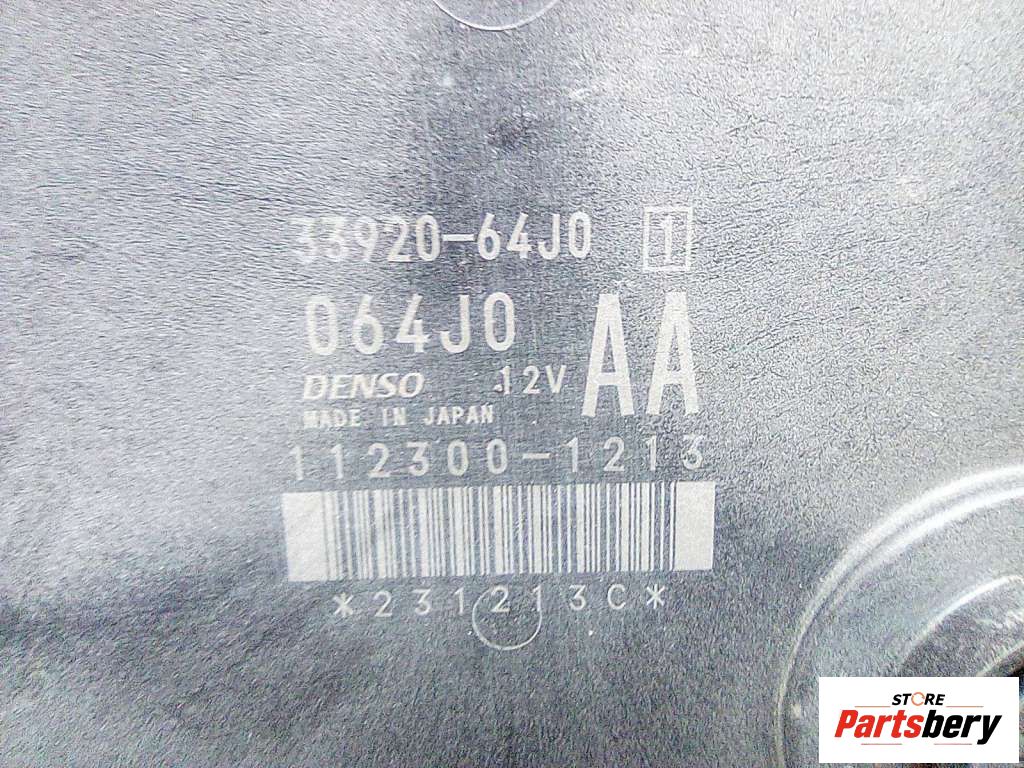 33920-64J0 1
064J0 AA
DENSO 12V
MADE IN JAPAN
112300-1213
*231213C*
STORE
Partsbery